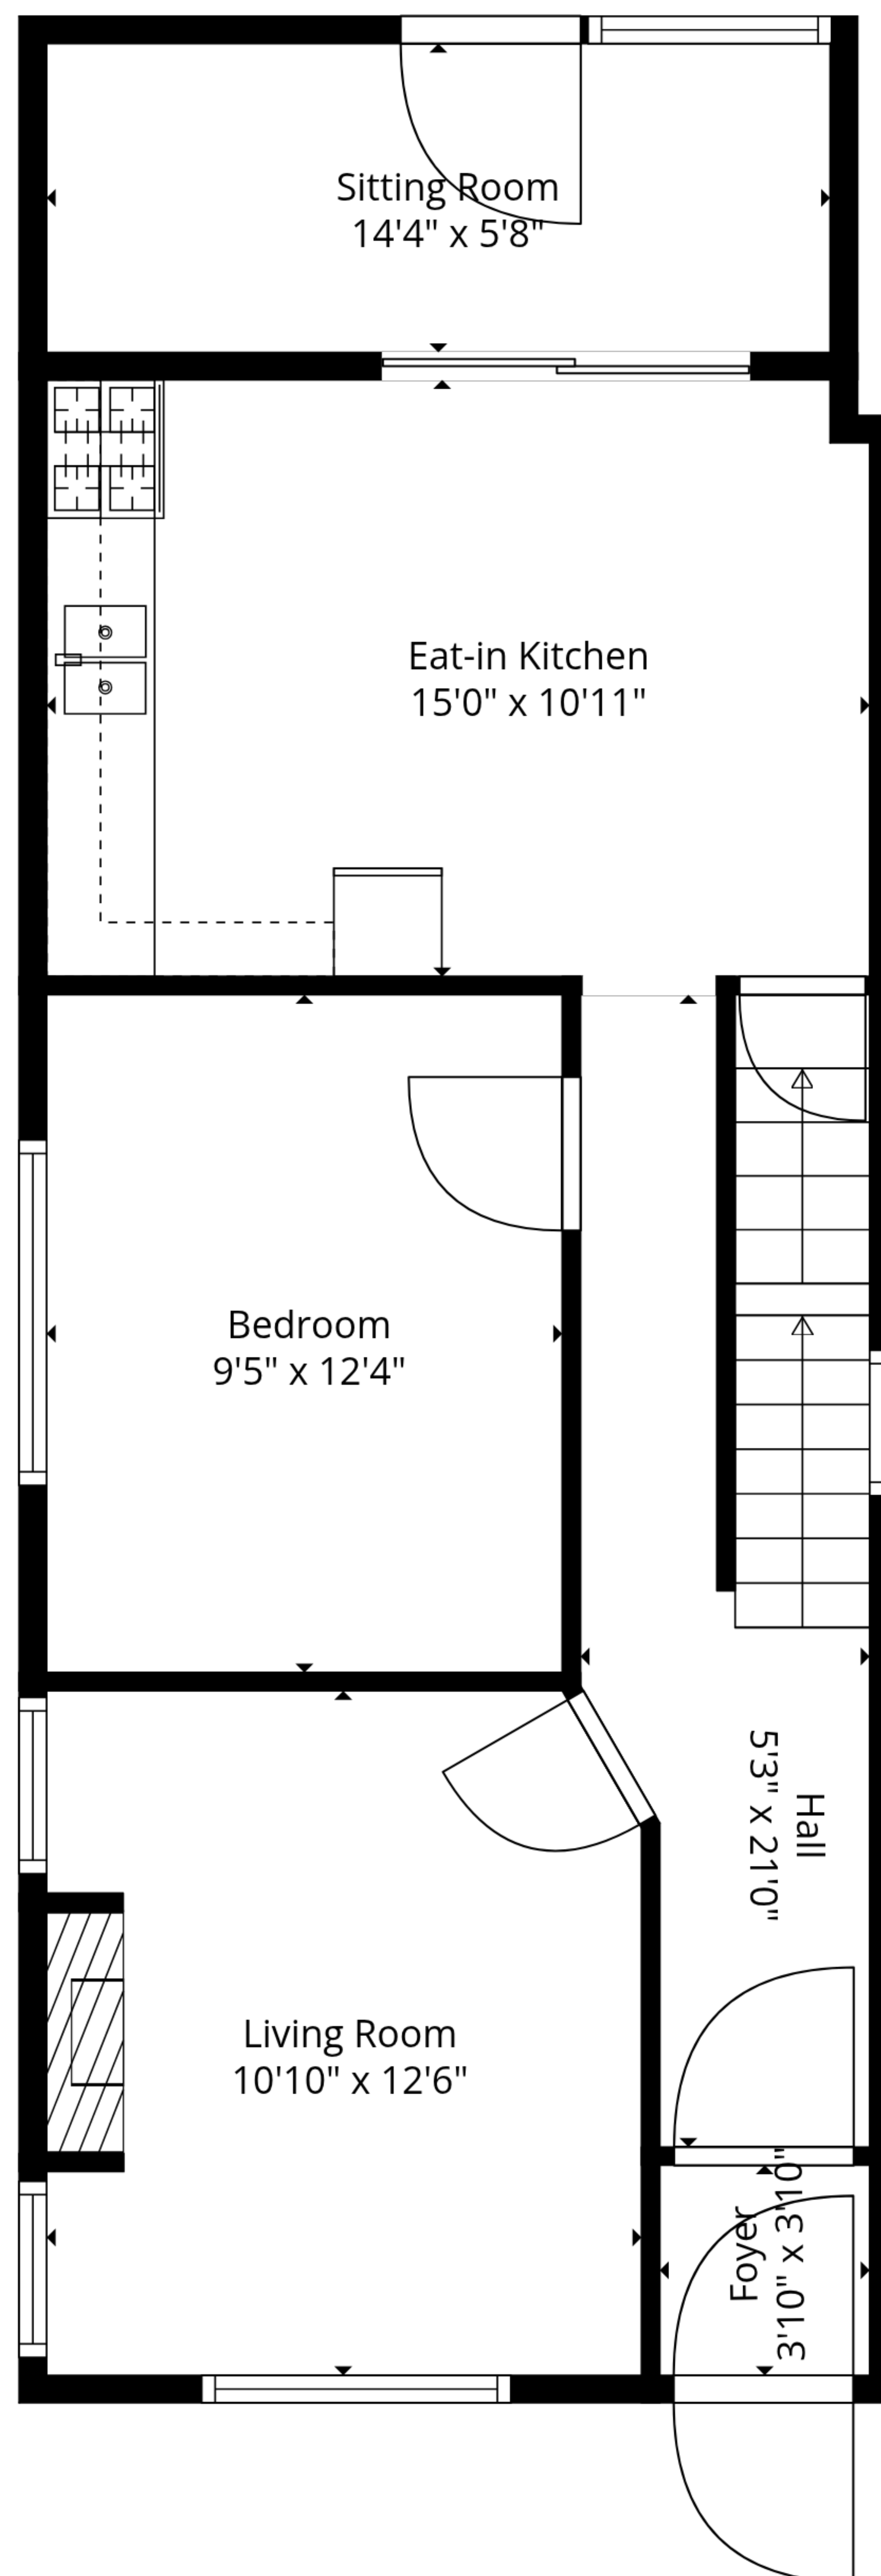 Sitting Room
14'4" x 5'8"
Eat-in Kitchen
15'0" x 10'11"
Bedroom
9'5" x 12'4"
Hall
5'3" x 21'0"
Living Room
10'10" x 12'6"
Foyer
3'10" x 3'10"